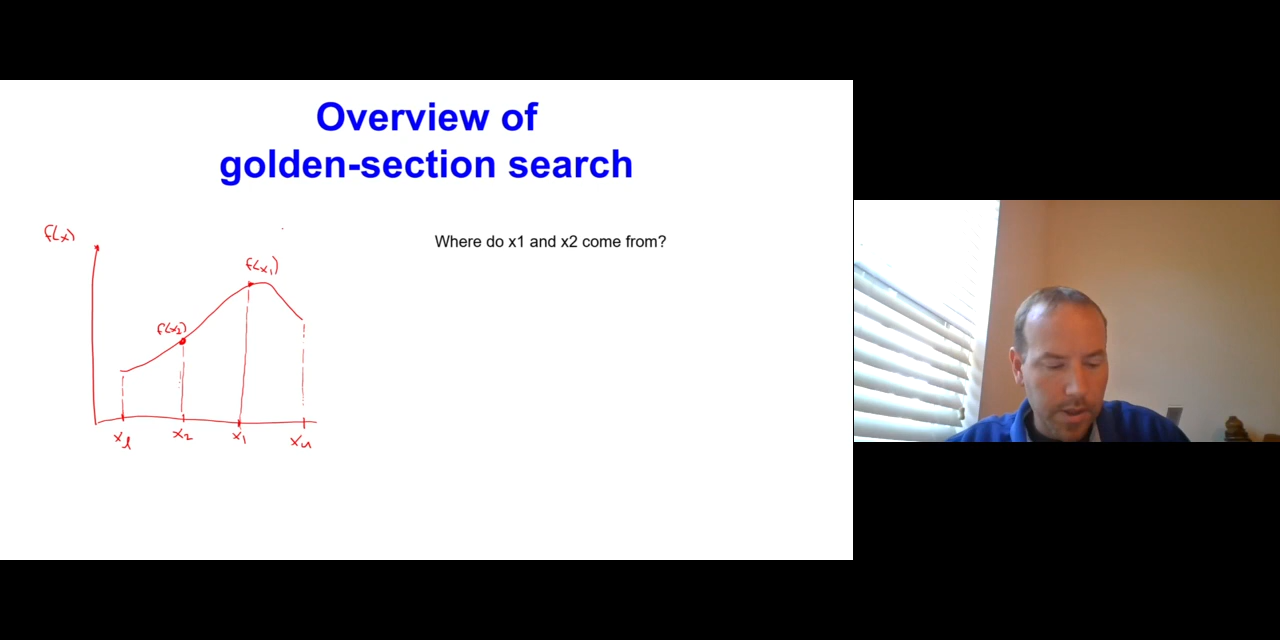 Overview of
golden-section search
Where do x1 and x2 come from?
f(x)
f(x₁)
f(x₂)
xₗ x₂ x₁ xᵤ